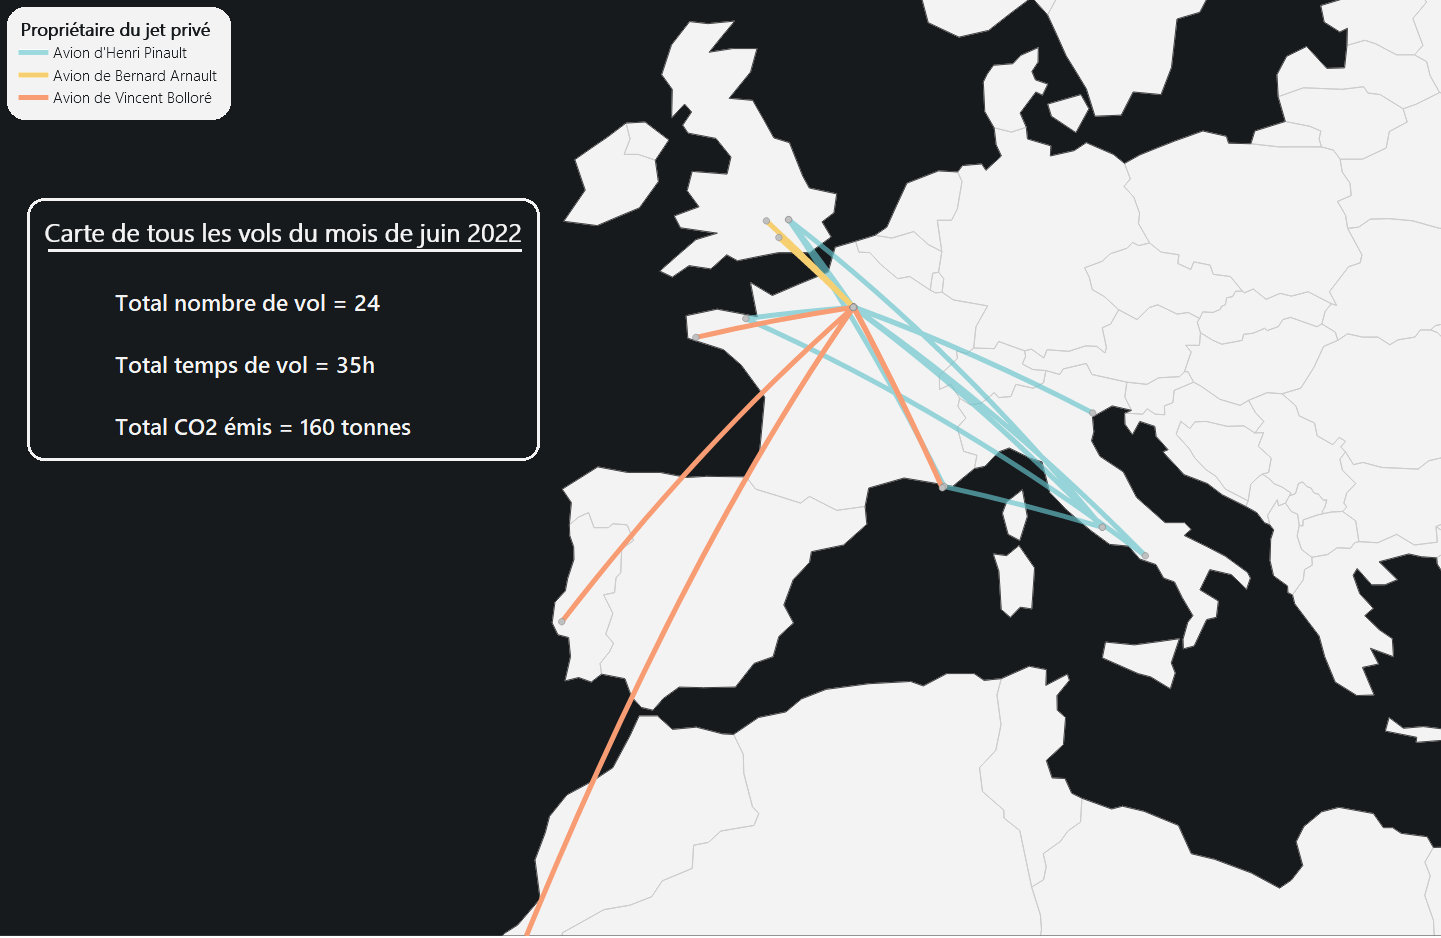 Propriétaire du jet privé
Avion d'Henri Pinault
Avion de Bernard Arnault
Avion de Vincent Bolloré
Carte de tous les vols du mois de juin 2022
Total nombre de vol = 24
Total temps de vol = 35h
Total CO2 émis = 160 tonnes